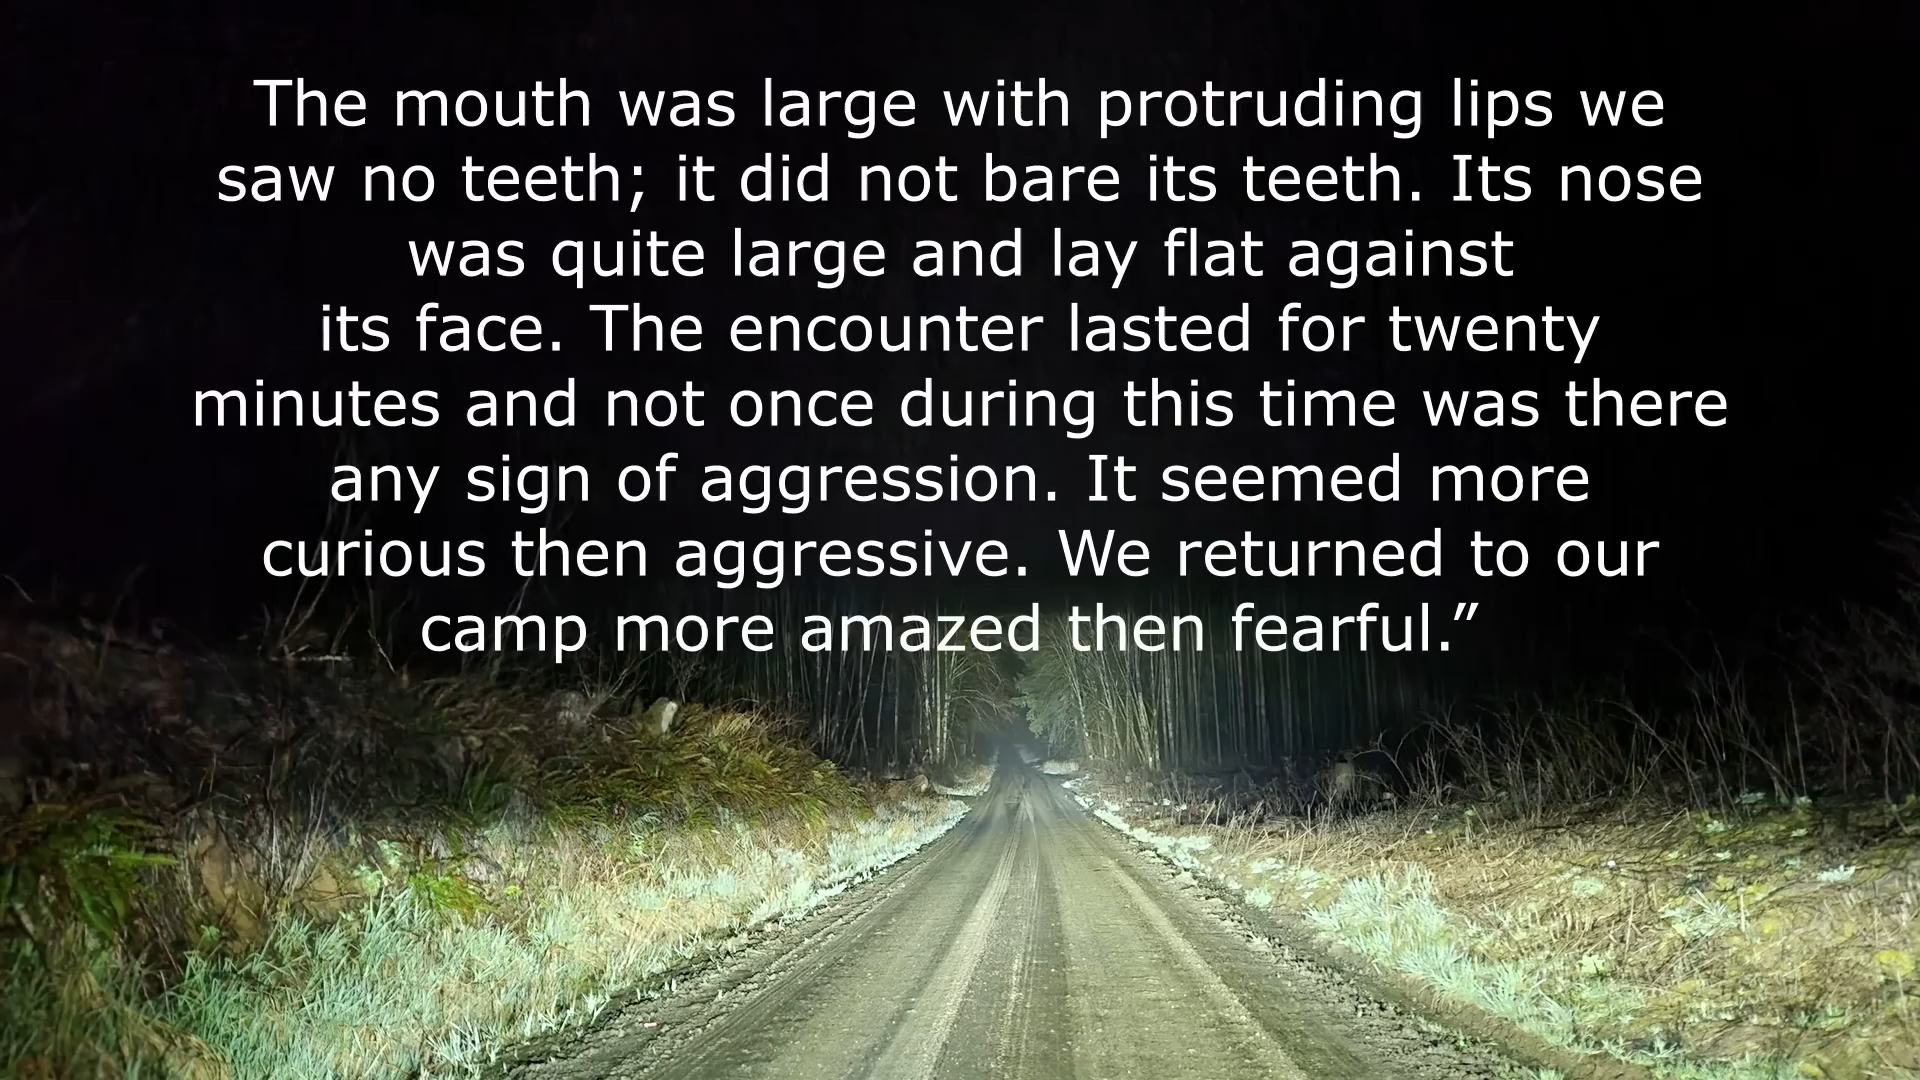 The mouth was large with protruding lips we
saw no teeth; it did not bare its teeth. Its nose
was quite large and lay flat against
its face. The encounter lasted for twenty
minutes and not once during this time was there
any sign of aggression. It seemed more
curious then aggressive. We returned to our
camp more amazed then fearful.”